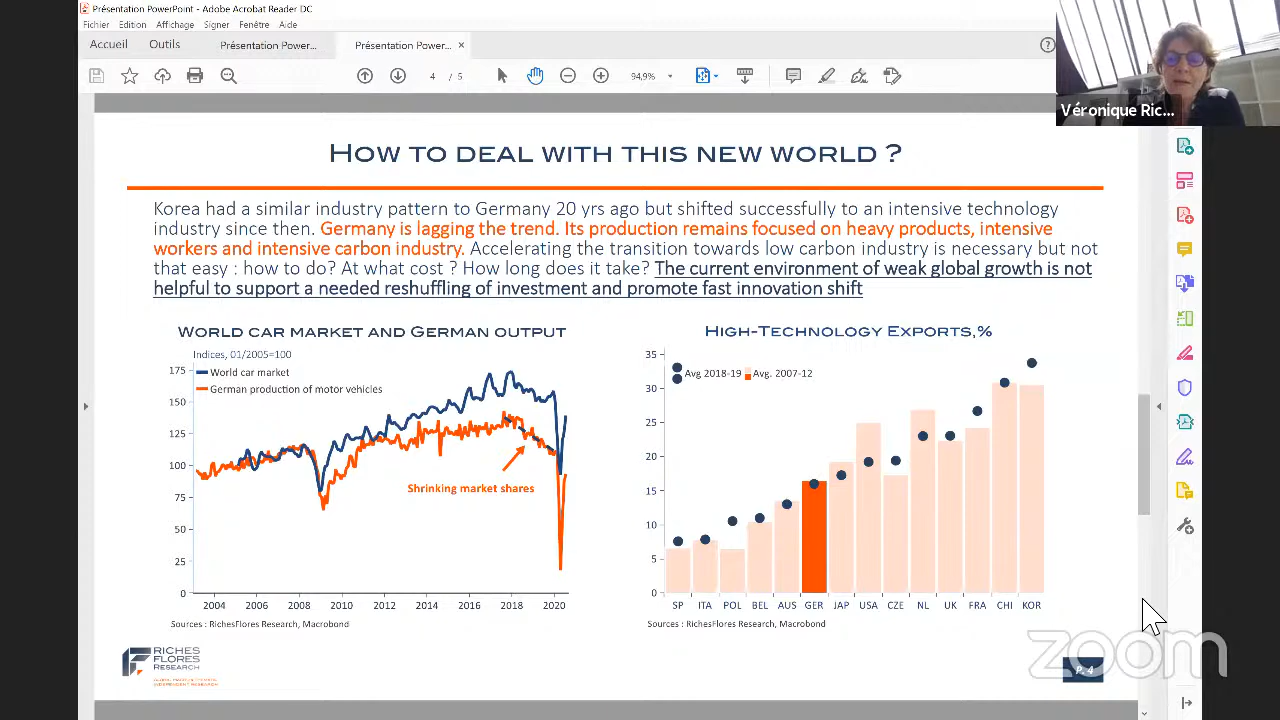 Présentation PowerPoint - Adobe Acrobat Reader DC
Fichier Edition Affichage Signer Fenêtre Aide
Accueil Outils Présentation Power... Présentation Power... ×
4 / 5 94,9%
Véronique Ric...
How to deal with this new world ?
Korea had a similar industry pattern to Germany 20 yrs ago but shifted successfully to an intensive technology
industry since then. Germany is lagging the trend. Its production remains focused on heavy products, intensive
workers and intensive carbon industry. Accelerating the transition towards low carbon industry is necessary but not
that easy : how to do? At what cost ? How long does it take? The current environment of weak global growth is not
helpful to support a needed reshuffling of investment and promote fast innovation shift
World car market and German output
Indices, 01/2005=100
World car market
German production of motor vehicles
175
150
125
100
75
50
25
0
Shrinking market shares
2004 2006 2008 2010 2012 2014 2016 2018 2020
Sources : RichesFlores Research, Macrobond
High-Technology Exports,%
Avg 2018-19 Avg. 2007-12
35
30
25
20
15
10
5
0
SP ITA POL BEL AUS GER JAP USA CZE NL UK FRA CHI KOR
Sources : RichesFlores Research, Macrobond
Riches
Flores
Research
P. 4
zoom